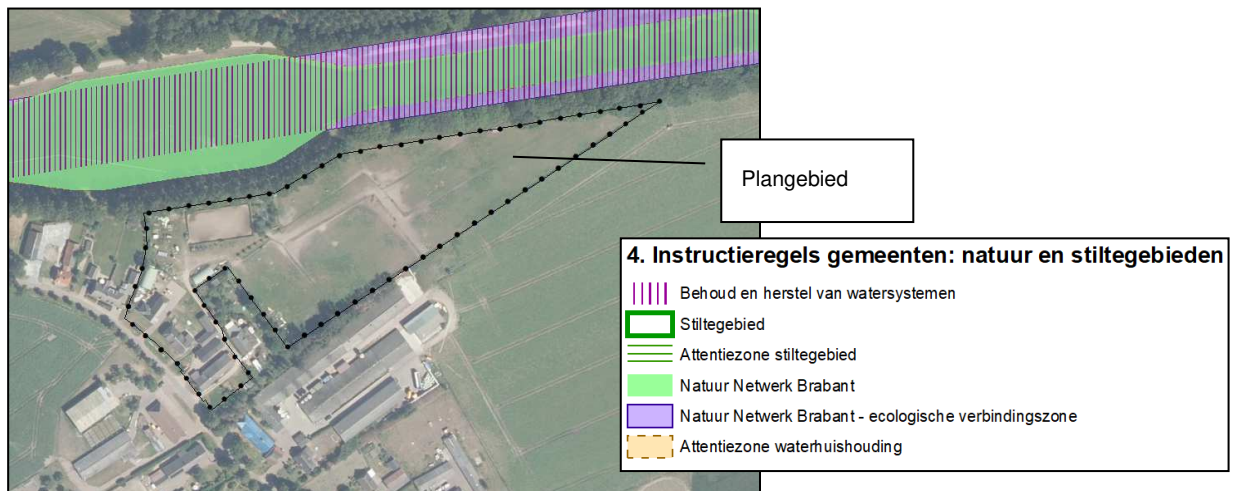 Plangebied
4. Instructieregels gemeenten: natuur en stiltegebieden
Behoud en herstel van watersystemen
Stiltegebied
Attentiezone stiltegebied
Natuur Netwerk Brabant
Natuur Netwerk Brabant - ecologische verbindingszone
Attentiezone waterhuishouding